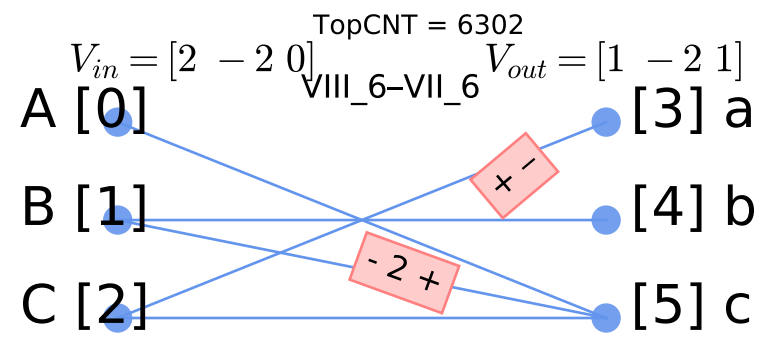 TopCNT = 6302
V_in = [2 −2 0] V_out = [1 −2 1]
VIII_6–VII_6
A [0] [3] a
+ −
B [1] [4] b
- 2 +
C [2] [5] c